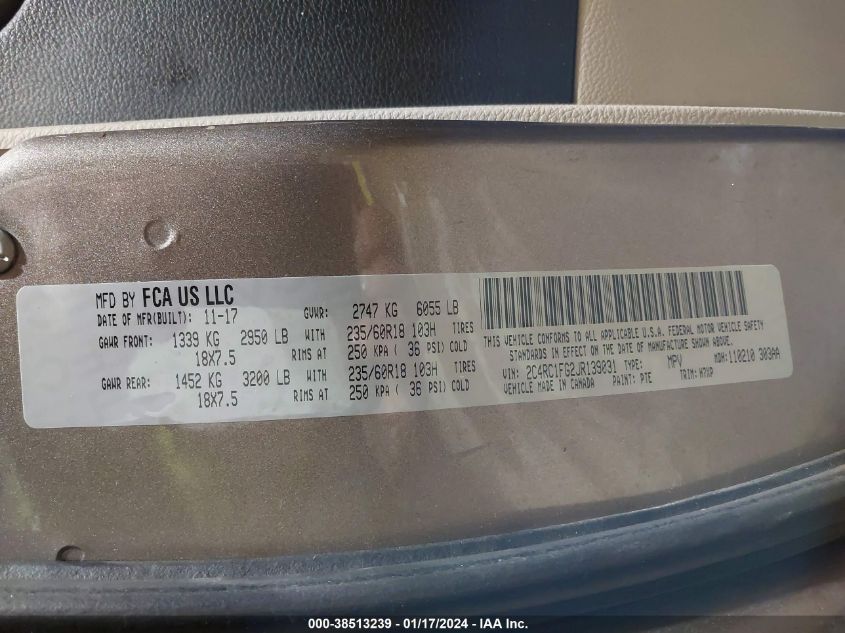 MFD BY FCA US LLC
DATE OF MFR(BUILT): 11-17 GVWR: 2747 KG 6055 LB
GAWR FRONT: 1339 KG 2950 LB WITH 235/60R18 103H TIRES
18X7.5 RIMS AT 250 KPA ( 36 PSI) COLD
GAWR REAR: 1452 KG 3200 LB WITH 235/60R18 103H TIRES
18X7.5 RIMS AT 250 KPA ( 36 PSI) COLD
THIS VEHICLE CONFORMS TO ALL APPLICABLE U.S.A. FEDERAL MOTOR VEHICLE SAFETY
STANDARDS IN EFFECT ON THE DATE OF MANUFACTURE SHOWN ABOVE.
VIN: 2C4RC1FG2JR139031 TYPE: MPV MDH: 110210 303AA
VEHICLE MADE IN CANADA PAINT: PTE TRIM:
000-38513239 - 01/17/2024 - IAA Inc.